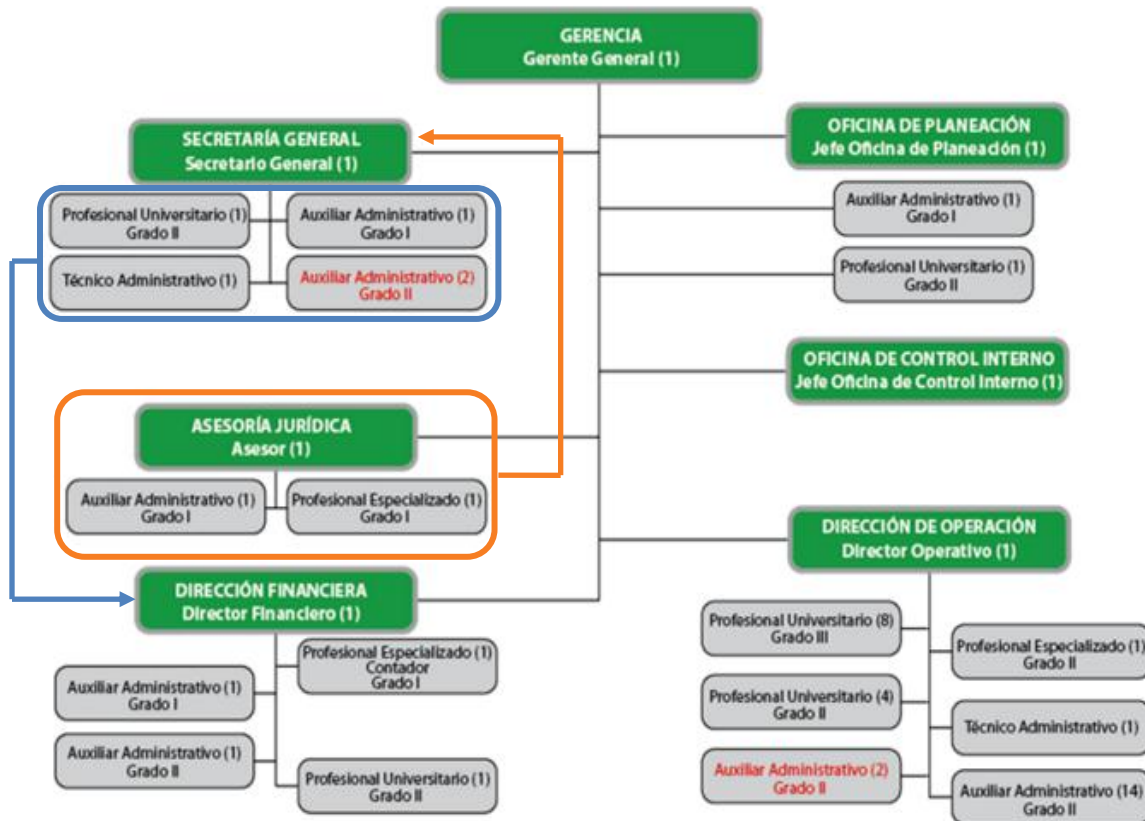 GERENCIA
Gerente General (1)
SECRETARÍA GENERAL
Secretario General (1)
Profesional Universitario (1)
Grado II
Auxiliar Administrativo (1)
Grado I
Técnico Administrativo (1)
Auxiliar Administrativo (2)
Grado II
OFICINA DE PLANEACIÓN
Jefe Oficina de Planeación (1)
Auxiliar Administrativo (1)
Grado I
Profesional Universitario (1)
Grado II
OFICINA DE CONTROL INTERNO
Jefe Oficina de Control Interno (1)
ASESORÍA JURÍDICA
Asesor (1)
Auxiliar Administrativo (1)
Grado I
Profesional Especializado (1)
Grado I
DIRECCIÓN FINANCIERA
Director Financiero (1)
Profesional Especializado (1)
Contador
Grado I
Auxiliar Administrativo (1)
Grado I
Auxiliar Administrativo (1)
Grado II
Profesional Universitario (1)
Grado II
DIRECCIÓN DE OPERACIÓN
Director Operativo (1)
Profesional Universitario (8)
Grado III
Profesional Especializado (1)
Grado II
Profesional Universitario (4)
Grado II
Técnico Administrativo (1)
Auxiliar Administrativo (2)
Grado II
Auxiliar Administrativo (14)
Grado II